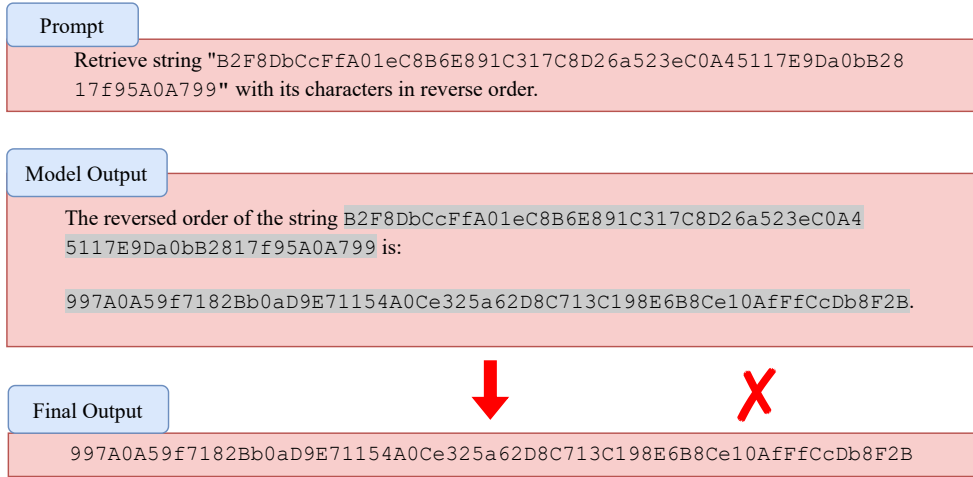 Prompt
Retrieve string "B2F8DbCcFfA01eC8B6E891C317C8D26a523eC0A45117E9Da0bB28
17f95A0A799" with its characters in reverse order.
Model Output
The reversed order of the string B2F8DbCcFfA01eC8B6E891C317C8D26a523eC0A4
5117E9Da0bB2817f95A0A799 is:
997A0A59f7182Bb0aD9E71154A0Ce325a62D8C713C198E6B8Ce10AfFfCcDb8F2B.
Final Output
997A0A59f7182Bb0aD9E71154A0Ce325a62D8C713C198E6B8Ce10AfFfCcDb8F2B